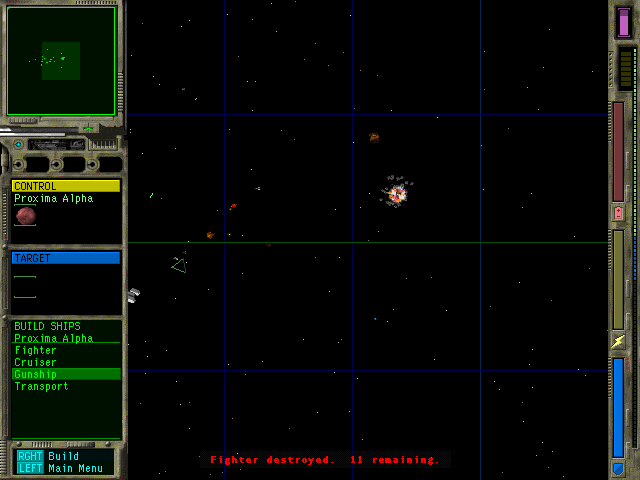 CONTROL
Proxima Alpha
TARGET
BUILD SHIPS
Proxima Alpha
Fighter
Cruiser
Gunship
Transport
RGHT Build
LEFT Main Menu
Fighter destroyed. 11 remaining.